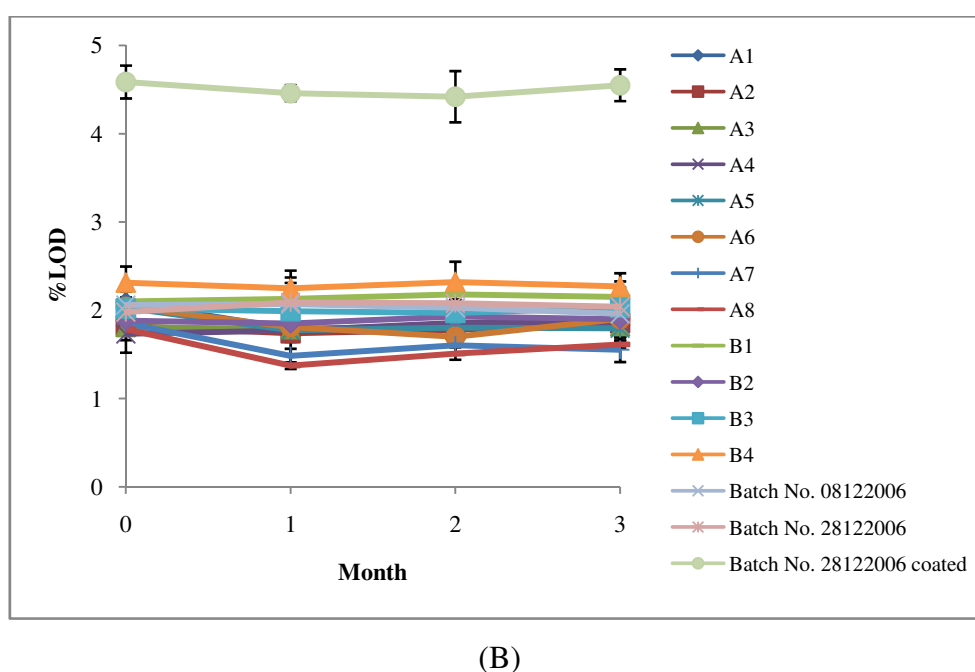 5
4
3
2
1
0
%LOD
0 1 2 3
Month
A1
A2
A3
A4
A5
A6
A7
A8
B1
B2
B3
B4
Batch No. 08122006
Batch No. 28122006
Batch No. 28122006 coated
(B)